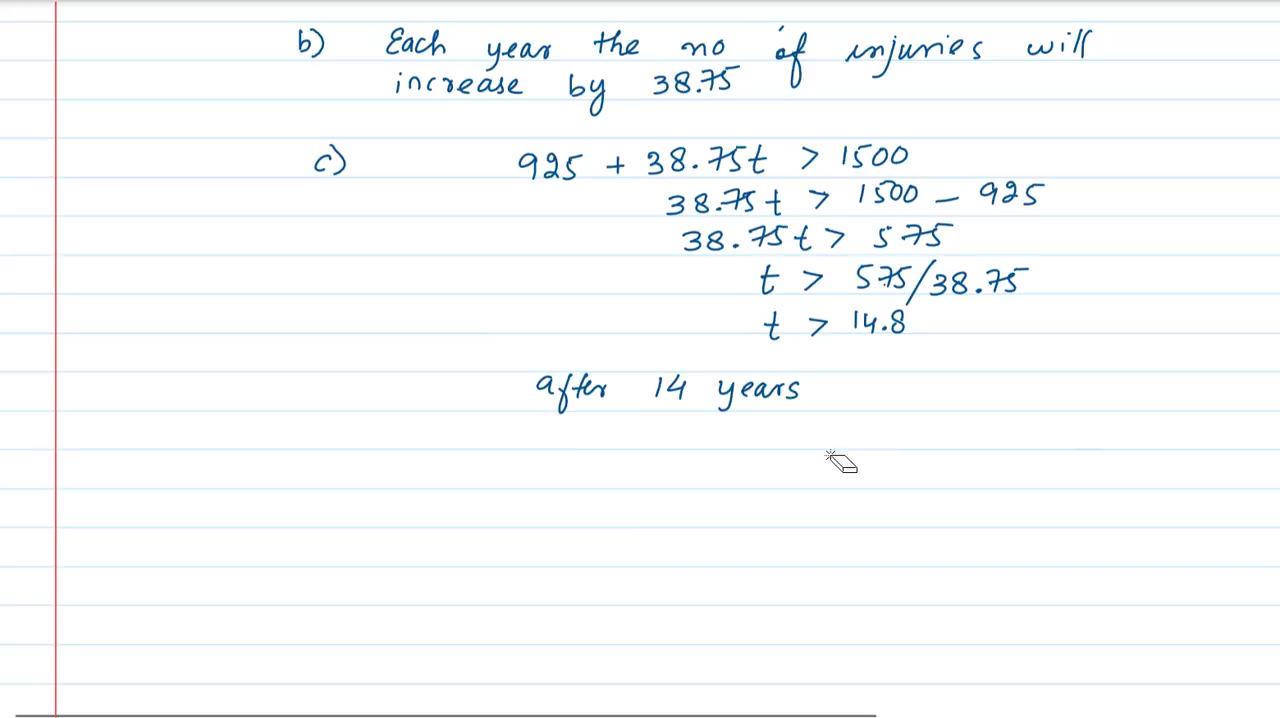 b) Each year the no of injuries will
increase by 38.75
c) 925 + 38.75t > 1500
38.75t > 1500 - 925
38.75t > 575
t > 575/38.75
t > 14.8
after 14 years